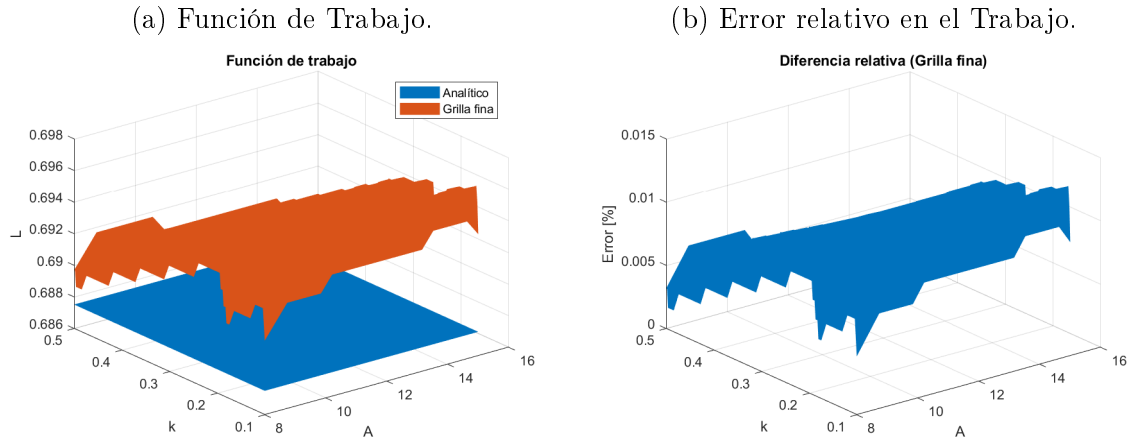 (a) Función de Trabajo.
(b) Error relativo en el Trabajo.
Función de trabajo
Analítico
Grilla fina
0.698
0.696
0.694
0.692
0.69
0.688
0.686
L
0.5
0.4
0.3
0.2
0.1
k
8
10
12
14
16
A
Diferencia relativa (Grilla fina)
0.015
0.01
0.005
0
Error [%]
0.5
0.4
0.3
0.2
0.1
k
8
10
12
14
16
A